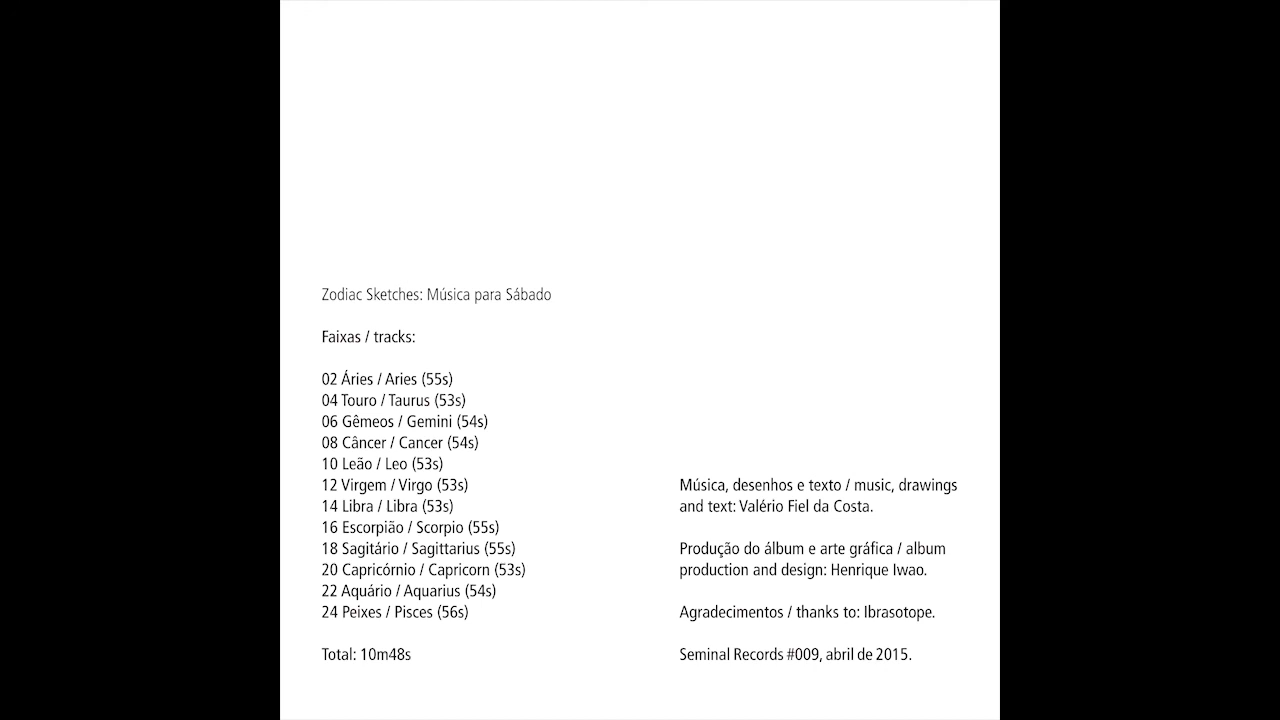 Zodiac Sketches: Música para Sábado
Faixas / tracks:
02 Áries / Aries (55s)
04 Touro / Taurus (53s)
06 Gêmeos / Gemini (54s)
08 Câncer / Cancer (54s)
10 Leão / Leo (53s)
12 Virgem / Virgo (53s)
14 Libra / Libra (53s)
16 Escorpião / Scorpio (55s)
18 Sagitário / Sagittarius (55s)
20 Capricórnio / Capricorn (53s)
22 Aquário / Aquarius (54s)
24 Peixes / Pisces (56s)
Total: 10m48s
Música, desenhos e texto / music, drawings
and text: Valério Fiel da Costa.
Produção do álbum e arte gráfica / album
production and design: Henrique Iwao.
Agradecimentos / thanks to: Ibrasotope.
Seminal Records #009, abril de 2015.